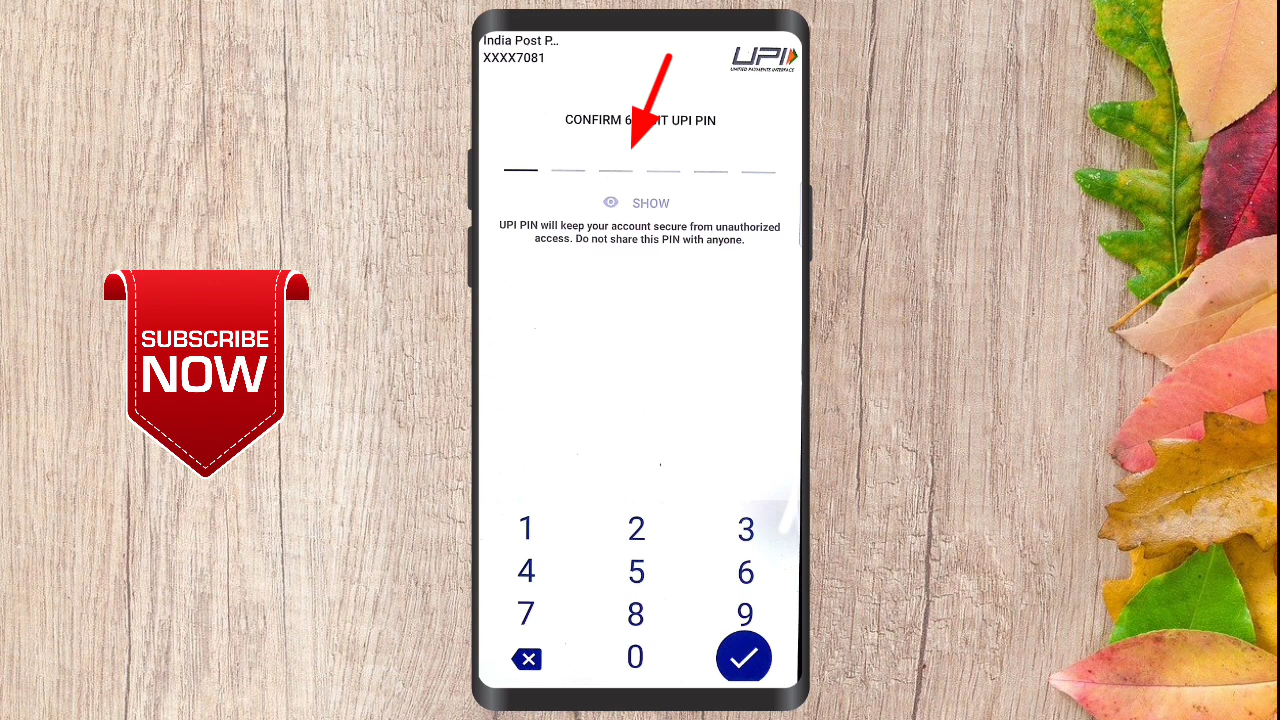 India Post P...
XXXX7081
UPI
UNIFIED PAYMENTS INTERFACE
CONFIRM 6 IT UPI PIN
SHOW
UPI PIN will keep your account secure from unauthorized
access. Do not share this PIN with anyone.
SUBSCRIBE
NOW
1 2 3
4 5 6
7 8 9
0